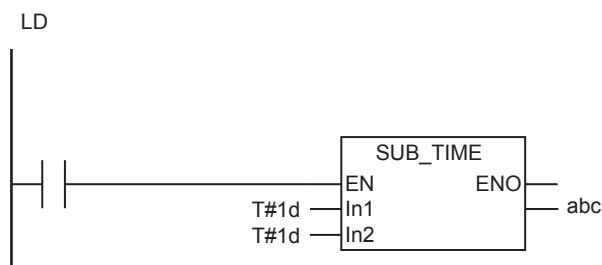 LD
SUB_TIME
EN ENO
T#1d In1 abc
T#1d In2